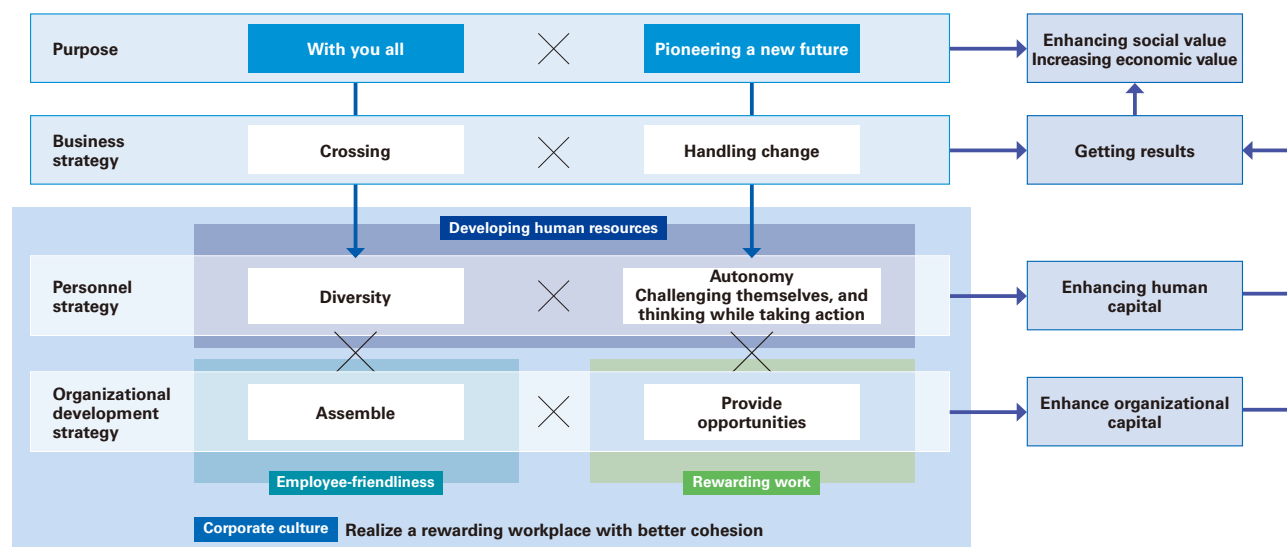 Purpose
With you all
Pioneering a new future
Enhancing social value
Increasing economic value
Business
strategy
Crossing
Handling change
Getting results
Developing human resources
Personnel
strategy
Diversity
Autonomy
Challenging themselves, and
thinking while taking action
Enhancing human
capital
Organizational
development
strategy
Assemble
Provide
opportunities
Enhance organizational
capital
Employee-friendliness
Rewarding work
Corporate culture Realize a rewarding workplace with better cohesion